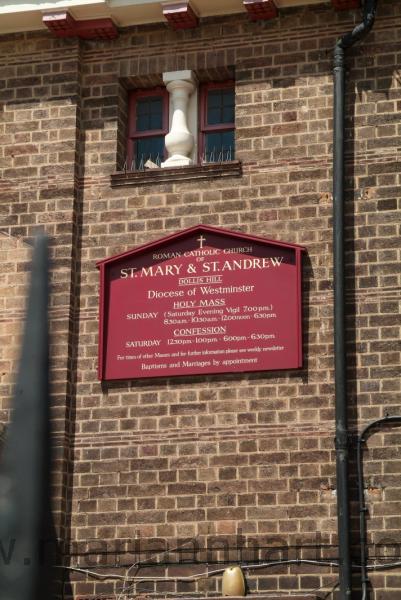 ROMAN CATHOLIC CHURCH
OF
ST. MARY & ST. ANDREW
DOLLIS HILL
Diocese of Westminster
HOLY MASS
SUNDAY (Saturday Evening Vigil 7.00p.m.)
8.30a.m. - 10.30a.m. - 12.00noon 6.30p.m.
CONFESSION
SATURDAY 12.30p.m. - 1.00p.m. - 6.00p.m. - 6.30p.m.
For times of other Masses and for further information please see weekly newsletter
Baptisms and Marriages by appointment